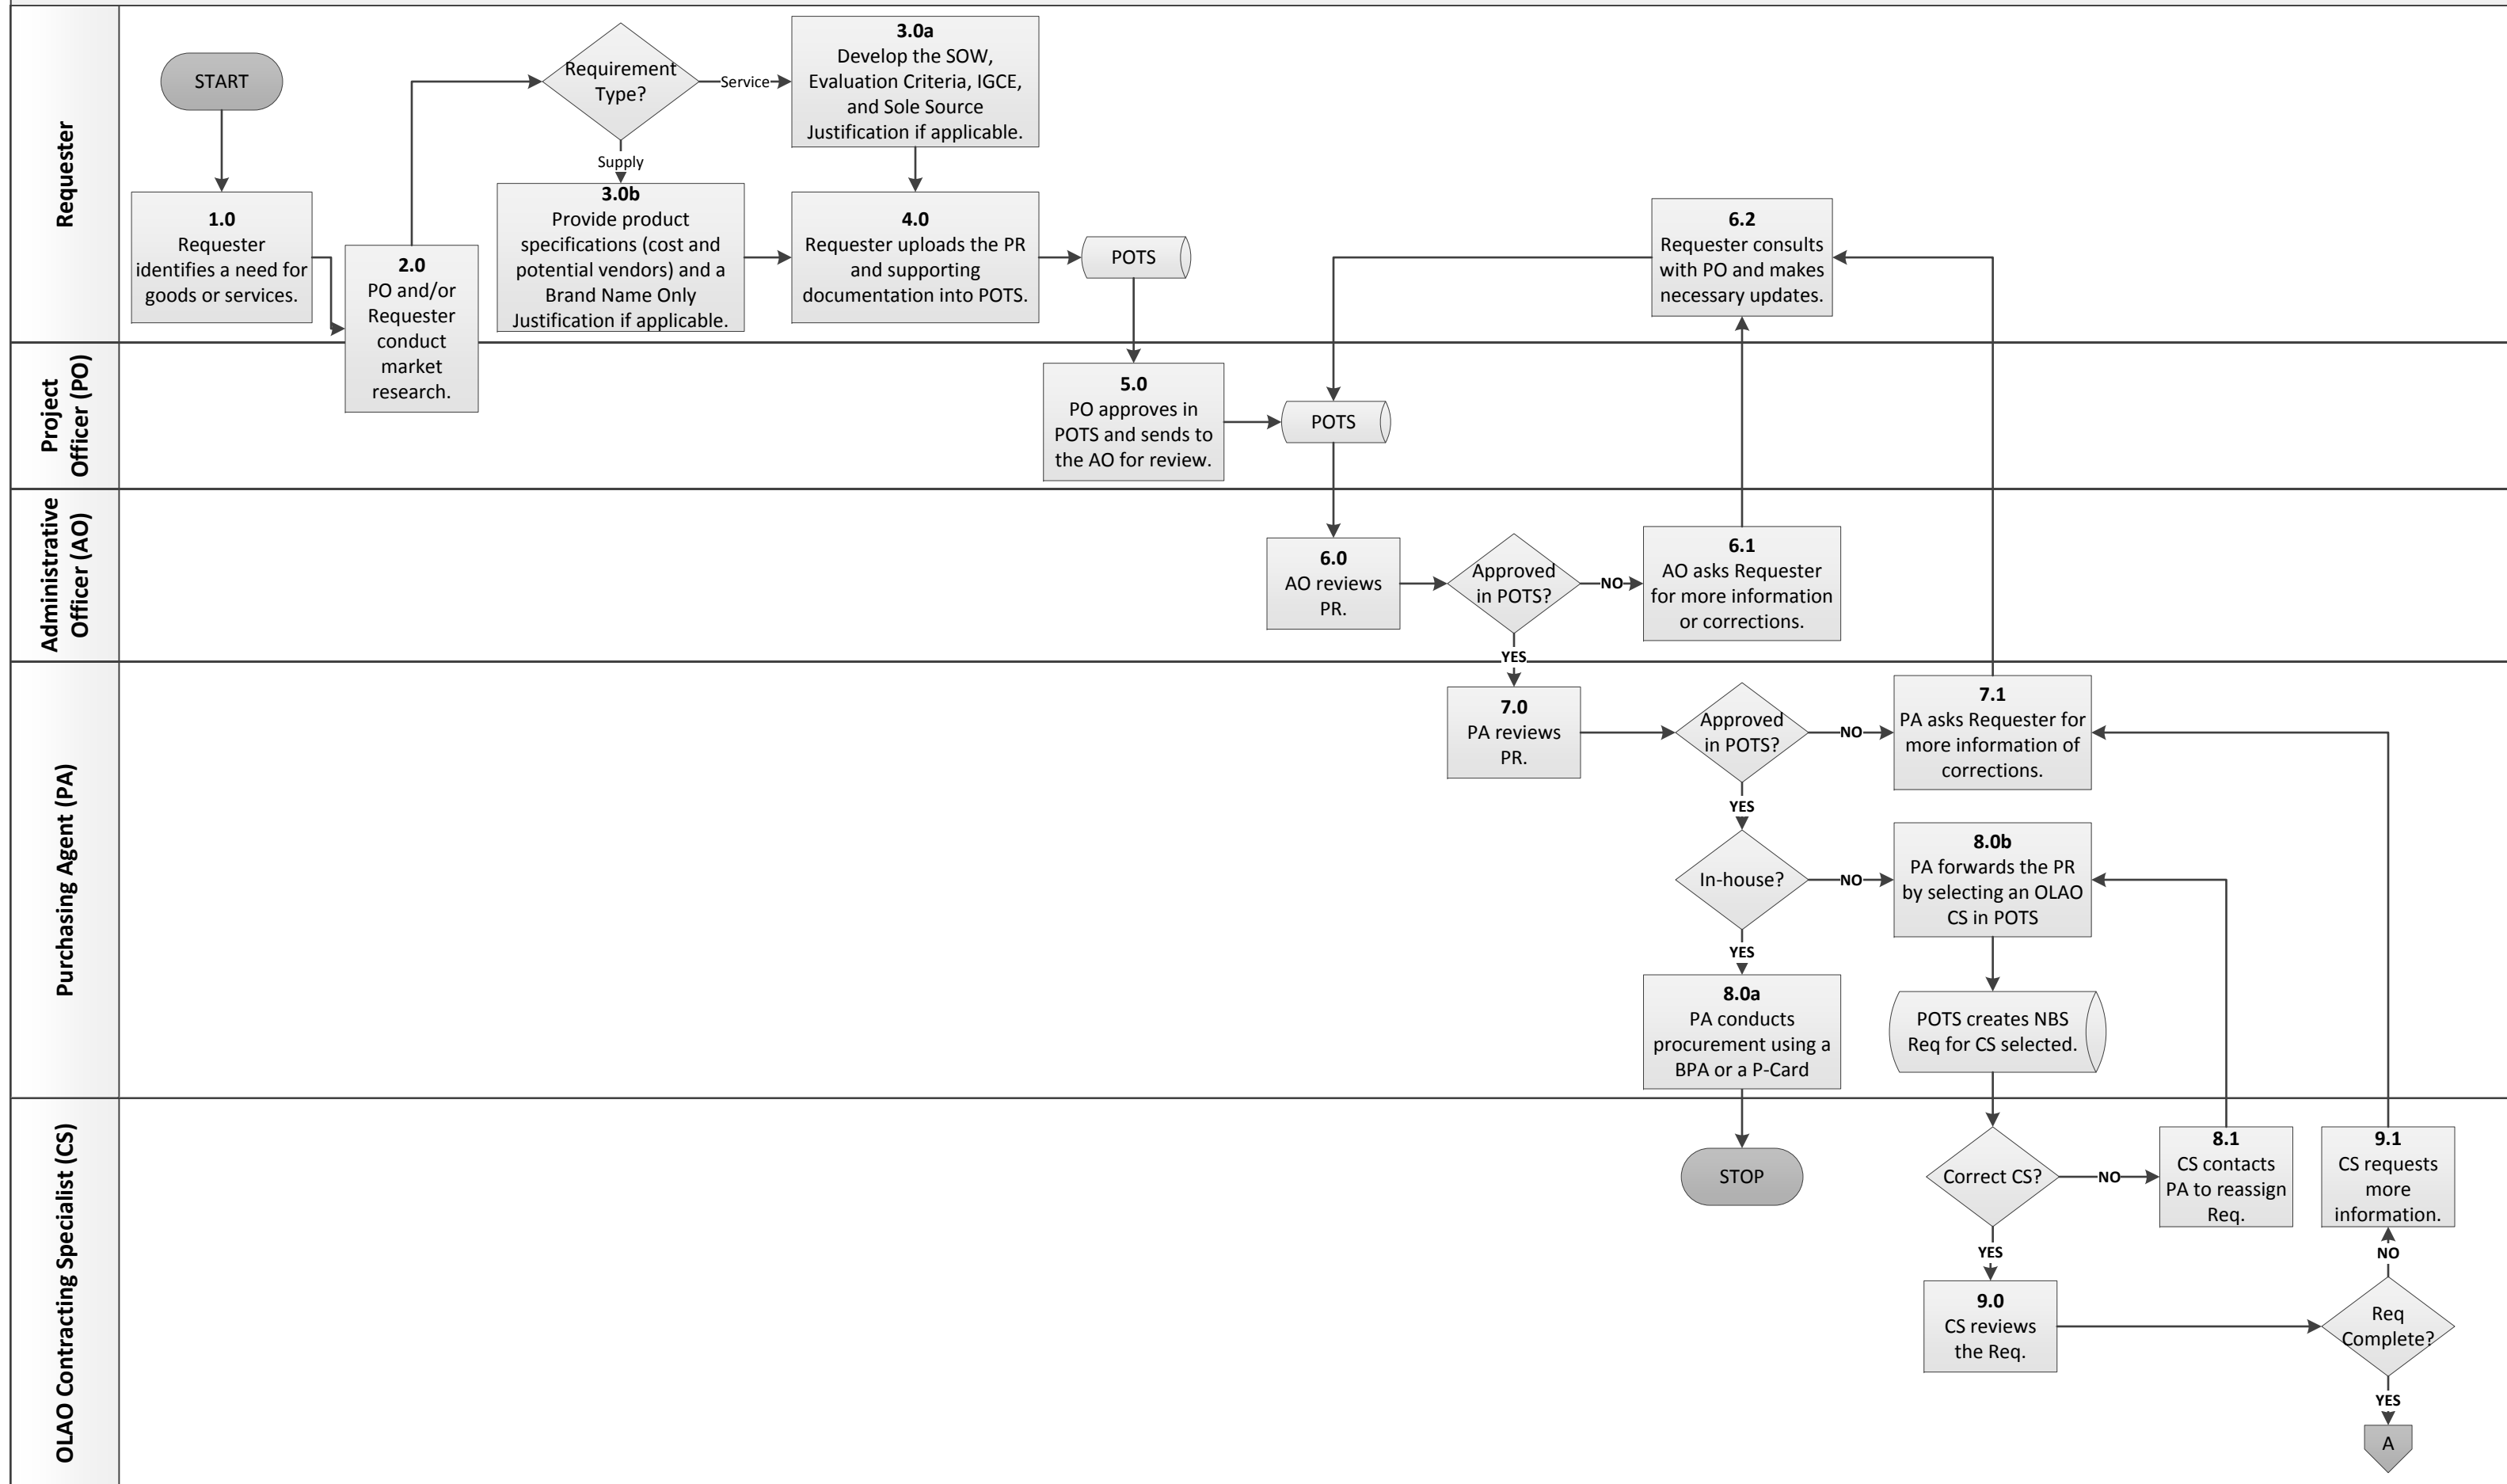 Requester
START
1.0
Requester
identifies a need for
goods or services.
2.0
PO and/or
Requester
conduct
market
research.
Requirement
Type?
Service
Supply
3.0a
Develop the SOW,
Evaluation Criteria, IGCE,
and Sole Source
Justification if applicable.
3.0b
Provide product
specifications (cost and
potential vendors) and a
Brand Name Only
Justification if applicable.
4.0
Requester uploads the PR
and supporting
documentation into POTS.
POTS
6.2
Requester consults
with PO and makes
necessary updates.
Project
Officer (PO)
5.0
PO approves in
POTS and sends to
the AO for review.
POTS
Administrative
Officer (AO)
6.0
AO reviews
PR.
Approved
in POTS?
NO
YES
6.1
AO asks Requester
for more information
or corrections.
Purchasing Agent (PA)
7.0
PA reviews
PR.
Approved
in POTS?
NO
YES
7.1
PA asks Requester for
more information of
corrections.
In-house?
NO
YES
8.0b
PA forwards the PR
by selecting an OLAO
CS in POTS
8.0a
PA conducts
procurement using a
BPA or a P-Card
POTS creates NBS
Req for CS selected.
OLAO Contracting Specialist (CS)
STOP
Correct CS?
NO
YES
8.1
CS contacts
PA to reassign
Req.
9.1
CS requests
more
information.
NO
9.0
CS reviews
the Req.
Req
Complete?
YES
A